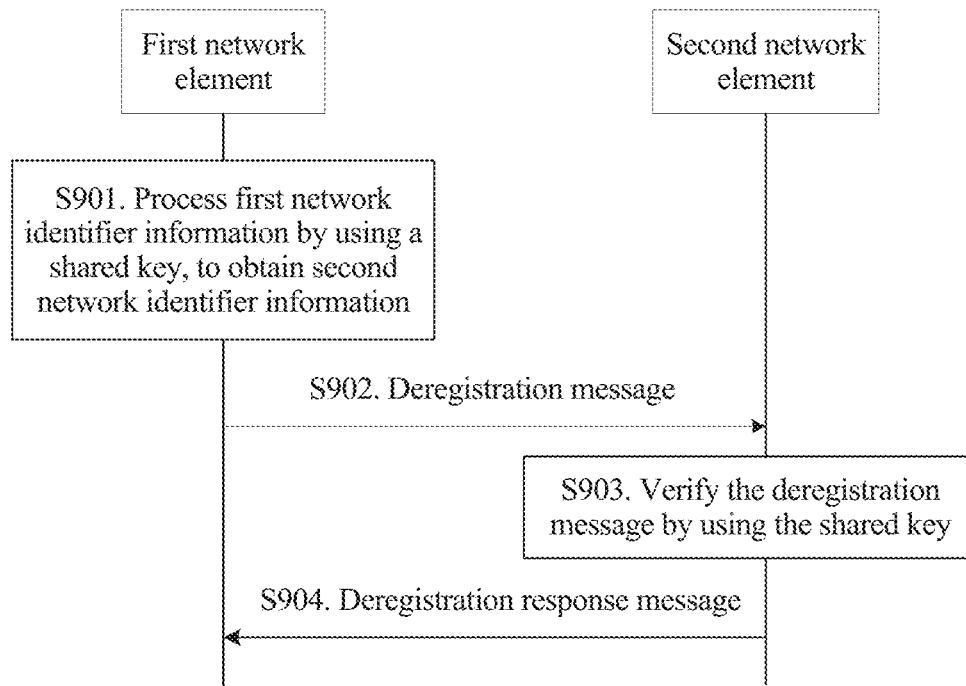 First network
element
Second network
element
S901. Process first network
identifier information by using a
shared key, to obtain second
network identifier information
S902. Deregistration message
S903. Verify the deregistration
message by using the shared key
S904. Deregistration response message